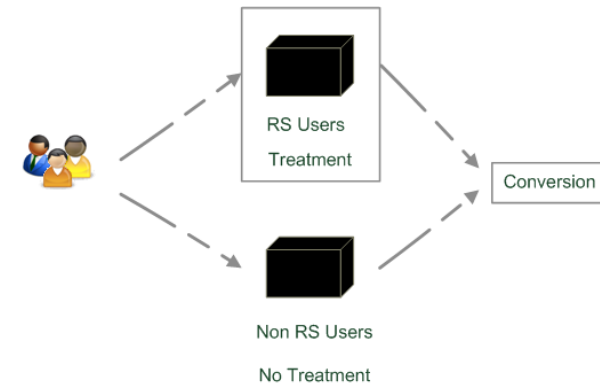 RS Users
Treatment
Conversion
Non RS Users
No Treatment